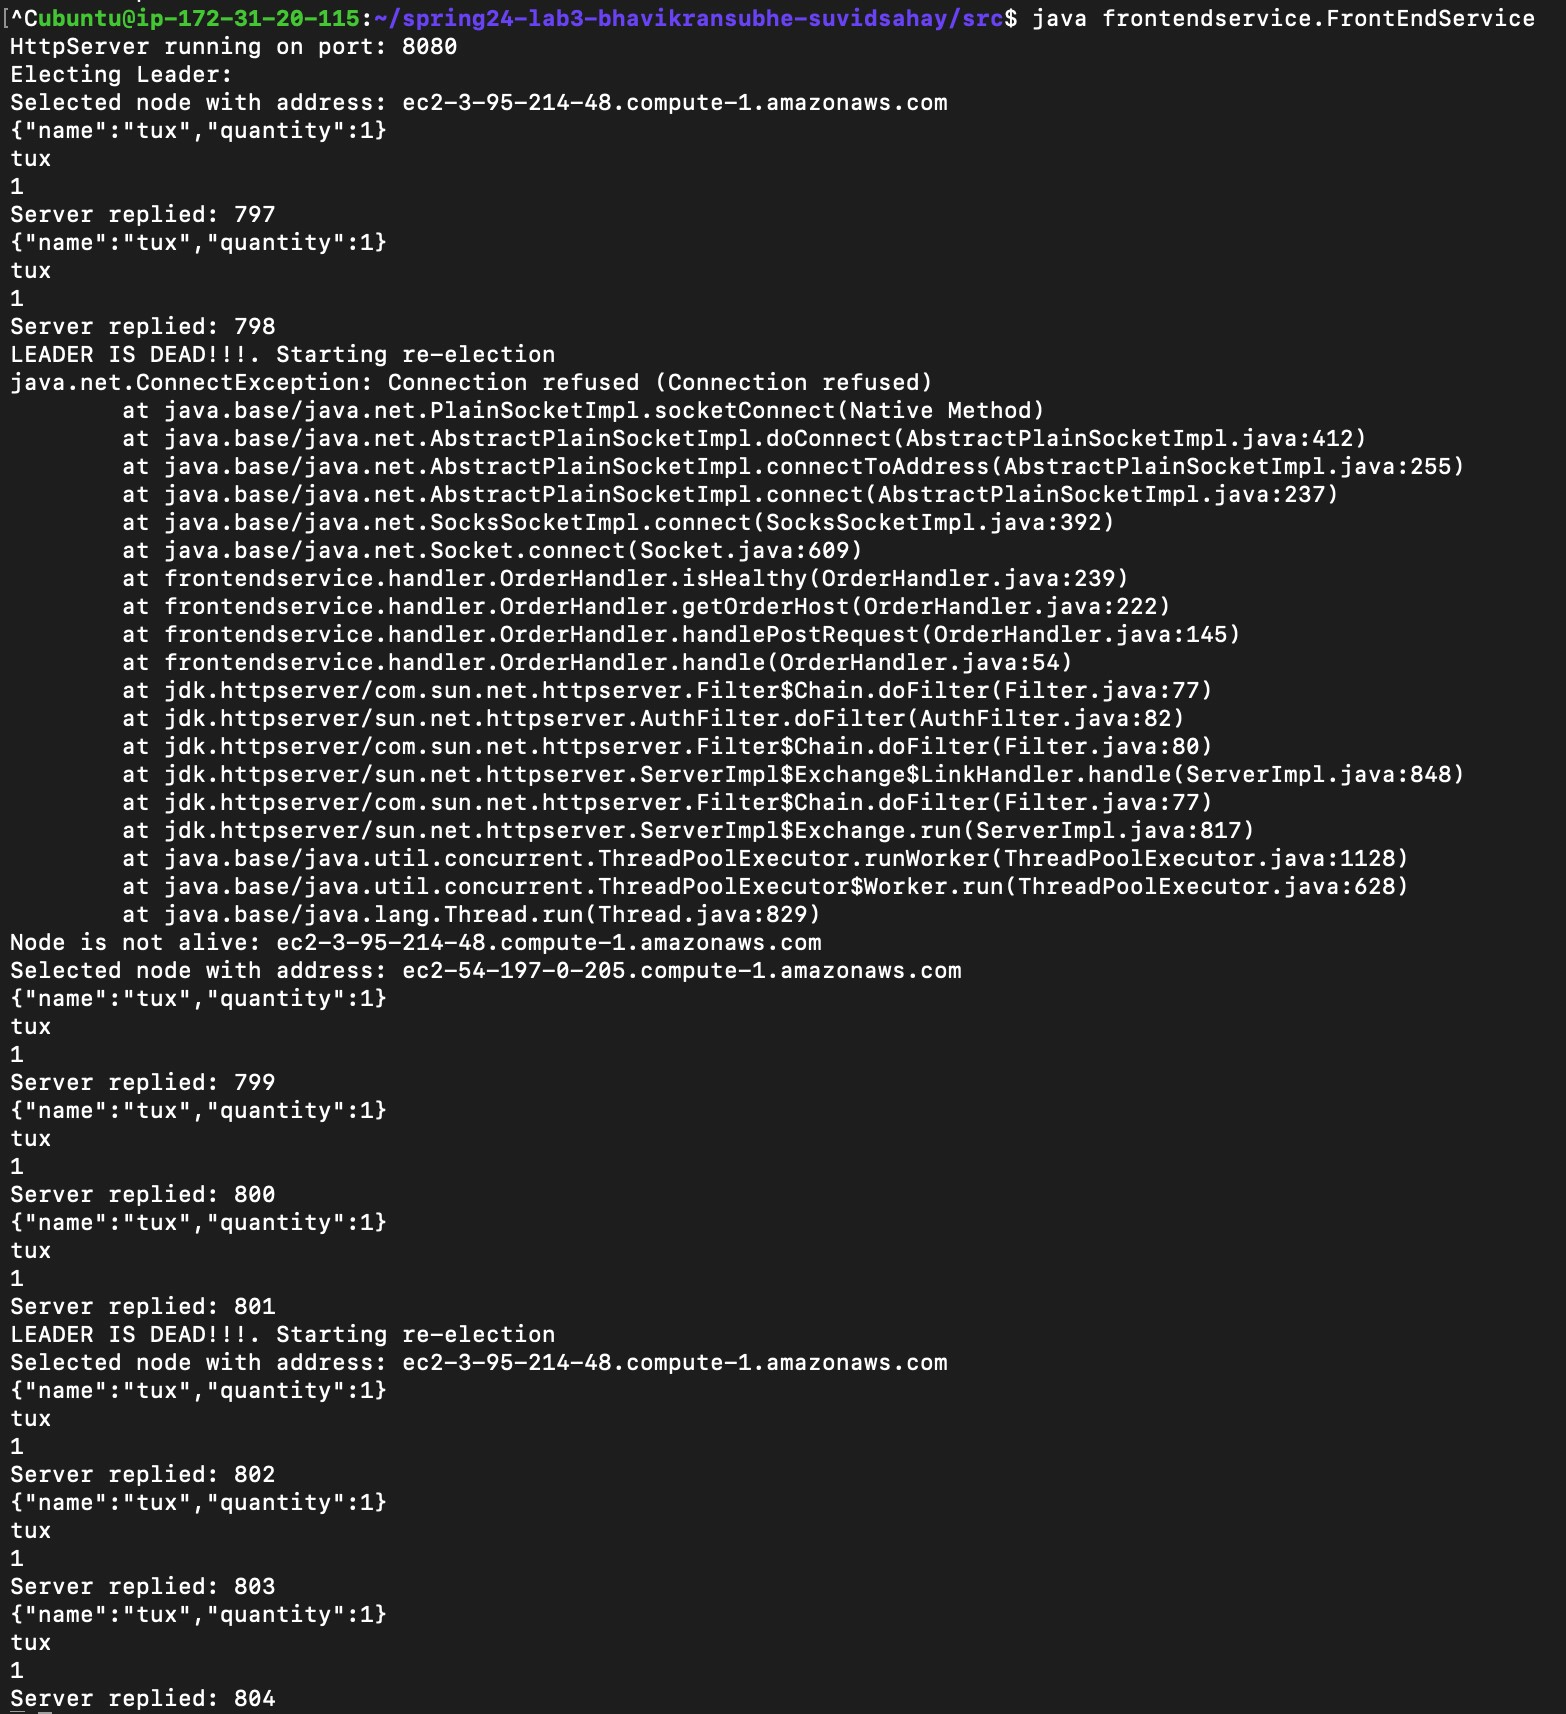 [^Cubuntu@ip-172-31-20-115:~/spring24-lab3-bhavikransubhe-suvidsahay/src$ java frontendservice.FrontEndService
HttpServer running on port: 8080
Electing Leader:
Selected node with address: ec2-3-95-214-48.compute-1.amazonaws.com
{"name":"tux","quantity":1}
tux
1
Server replied: 797
{"name":"tux","quantity":1}
tux
1
Server replied: 798
LEADER IS DEAD!!!. Starting re-election
java.net.ConnectException: Connection refused (Connection refused)
        at java.base/java.net.PlainSocketImpl.socketConnect(Native Method)
        at java.base/java.net.AbstractPlainSocketImpl.doConnect(AbstractPlainSocketImpl.java:412)
        at java.base/java.net.AbstractPlainSocketImpl.connectToAddress(AbstractPlainSocketImpl.java:255)
        at java.base/java.net.AbstractPlainSocketImpl.connect(AbstractPlainSocketImpl.java:237)
        at java.base/java.net.SocksSocketImpl.connect(SocksSocketImpl.java:392)
        at java.base/java.net.Socket.connect(Socket.java:609)
        at frontendservice.handler.OrderHandler.isHealthy(OrderHandler.java:239)
        at frontendservice.handler.OrderHandler.getOrderHost(OrderHandler.java:222)
        at frontendservice.handler.OrderHandler.handlePostRequest(OrderHandler.java:145)
        at frontendservice.handler.OrderHandler.handle(OrderHandler.java:54)
        at jdk.httpserver/com.sun.net.httpserver.Filter$Chain.doFilter(Filter.java:77)
        at jdk.httpserver/sun.net.httpserver.AuthFilter.doFilter(AuthFilter.java:82)
        at jdk.httpserver/com.sun.net.httpserver.Filter$Chain.doFilter(Filter.java:80)
        at jdk.httpserver/sun.net.httpserver.ServerImpl$Exchange$LinkHandler.handle(ServerImpl.java:848)
        at jdk.httpserver/com.sun.net.httpserver.Filter$Chain.doFilter(Filter.java:77)
        at jdk.httpserver/sun.net.httpserver.ServerImpl$Exchange.run(ServerImpl.java:817)
        at java.base/java.util.concurrent.ThreadPoolExecutor.runWorker(ThreadPoolExecutor.java:1128)
        at java.base/java.util.concurrent.ThreadPoolExecutor$Worker.run(ThreadPoolExecutor.java:628)
        at java.base/java.lang.Thread.run(Thread.java:829)
Node is not alive: ec2-3-95-214-48.compute-1.amazonaws.com
Selected node with address: ec2-54-197-0-205.compute-1.amazonaws.com
{"name":"tux","quantity":1}
tux
1
Server replied: 799
{"name":"tux","quantity":1}
tux
1
Server replied: 800
{"name":"tux","quantity":1}
tux
1
Server replied: 801
LEADER IS DEAD!!!. Starting re-election
Selected node with address: ec2-3-95-214-48.compute-1.amazonaws.com
{"name":"tux","quantity":1}
tux
1
Server replied: 802
{"name":"tux","quantity":1}
tux
1
Server replied: 803
{"name":"tux","quantity":1}
tux
1
Server replied: 804